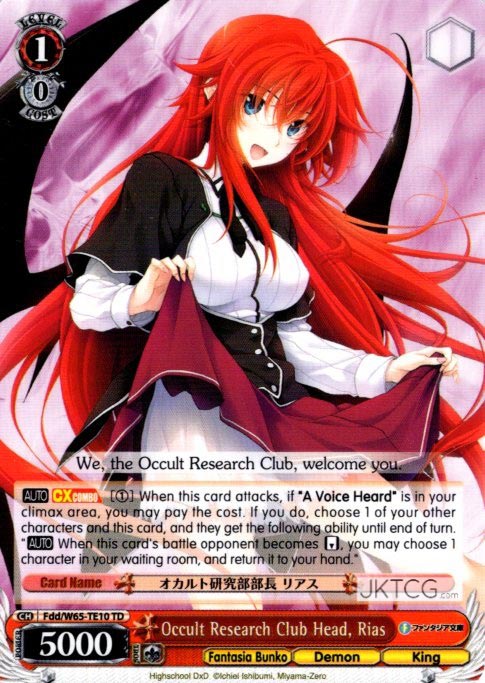 LEVEL
1
0
COST
We, the Occult Research Club, welcome you.
AUTO CX COMBO [①] When this card attacks, if "A Voice Heard" is in your
climax area, you may pay the cost. If you do, choose 1 of your other
characters and this card, and they get the following ability until end of turn.
"AUTO When this card's battle opponent becomes , you may choose 1
character in your waiting room, and return it to your hand."
Card Name オカルト研究部部長 リアス
JKTCG.com
CH Fdd/W65-TE10 TD
POWER 5000 Occult Research Club Head, Rias ファンタジア文庫
SOUL Fantasia Bunko Demon King
Highschool DxD ©Ichiei Ishibumi, Miyama-Zero